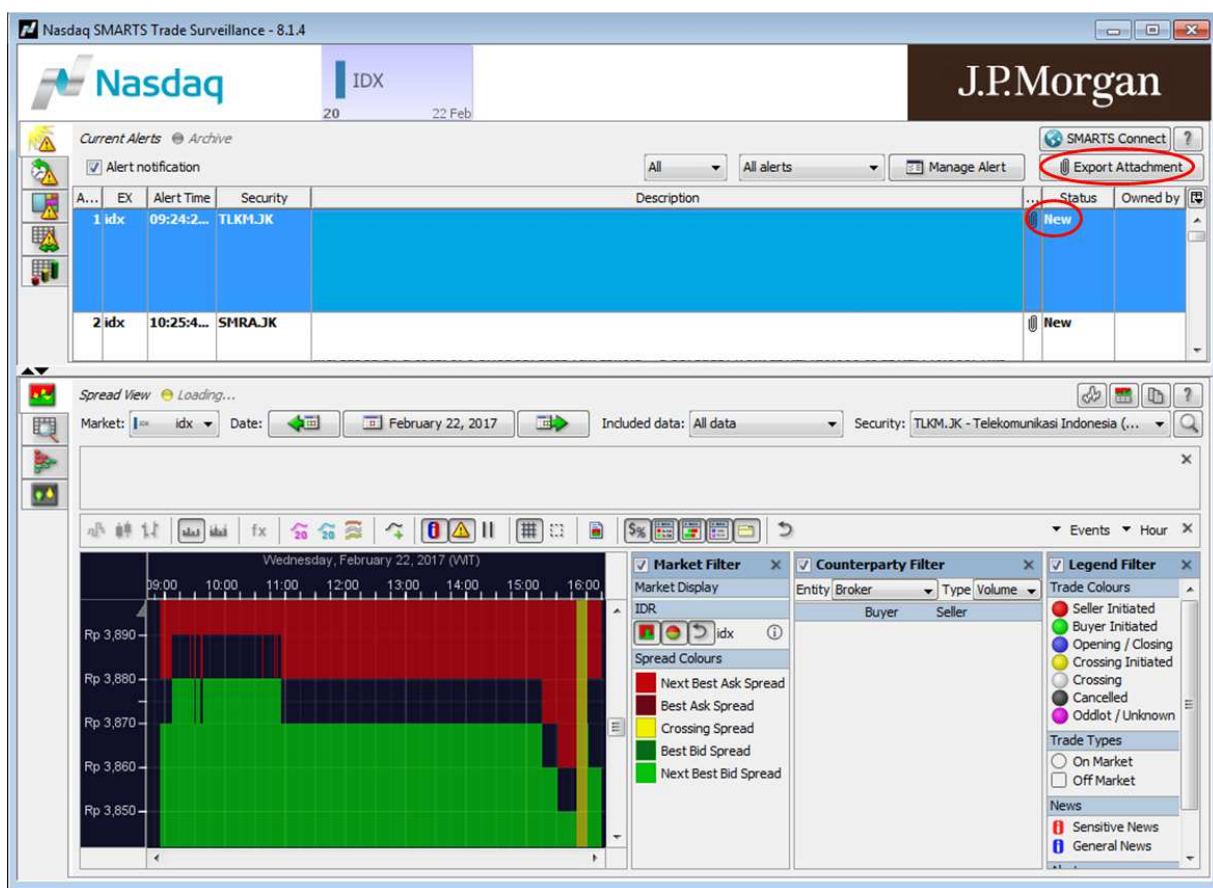 Nasdaq SMARTS Trade Surveillance - 8.1.4
Nasdaq
IDX
20 22 Feb
J.P.Morgan
Current Alerts Archive
SMARTS Connect ?
Alert notification
All All alerts Manage Alert Export Attachment
A... EX Alert Time Security Description ... Status Owned by
1 idx 09:24:2... TLKM.JK New
2 idx 10:25:4... SMRA.JK New
Spread View Loading...
?
Market: idx Date: February 22, 2017 Included data: All data Security: TLKM.JK - Telekomunikasi Indonesia (...
fx 20 20 $% Events Hour
Wednesday, February 22, 2017 (WIT)
09:00 10:00 11:00 12:00 13:00 14:00 15:00 16:00
Rp 3,890
Rp 3,880
Rp 3,870
Rp 3,860
Rp 3,850
Market Filter
Market Display
IDR
idx
Spread Colours
Next Best Ask Spread
Best Ask Spread
Crossing Spread
Best Bid Spread
Next Best Bid Spread
Counterparty Filter
Entity Broker Type Volume
Buyer Seller
Legend Filter
Trade Colours
Seller Initiated
Buyer Initiated
Opening / Closing
Crossing Initiated
Crossing
Cancelled
Oddlot / Unknown
Trade Types
On Market
Off Market
News
Sensitive News
General News